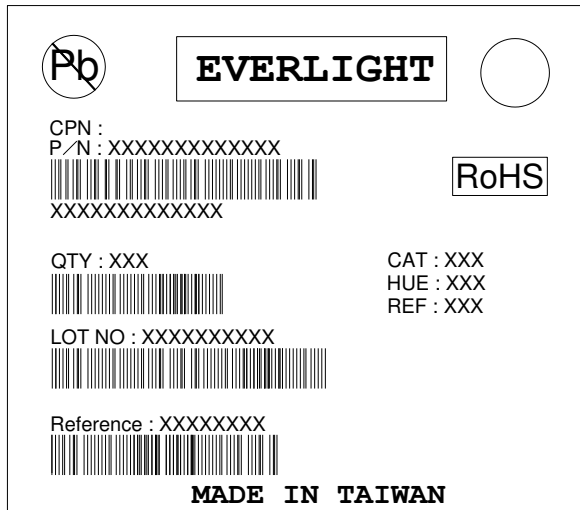 Pb
EVERLIGHT
CPN :
P／N : XXXXXXXXXXXXX
RoHS
XXXXXXXXXXXXX
QTY : XXX
CAT : XXX
HUE : XXX
REF : XXX
LOT NO : XXXXXXXXXX
Reference : XXXXXXXX
MADE IN TAIWAN